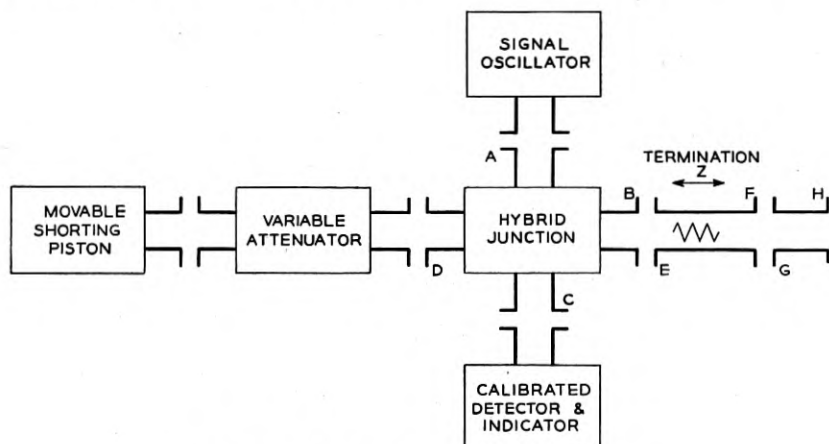 SIGNAL
OSCILLATOR
A
TERMINATION
Z
B
F
H
MOVABLE
SHORTING
PISTON
VARIABLE
ATTENUATOR
HYBRID
JUNCTION
D
E
G
C
CALIBRATED
DETECTOR &
INDICATOR